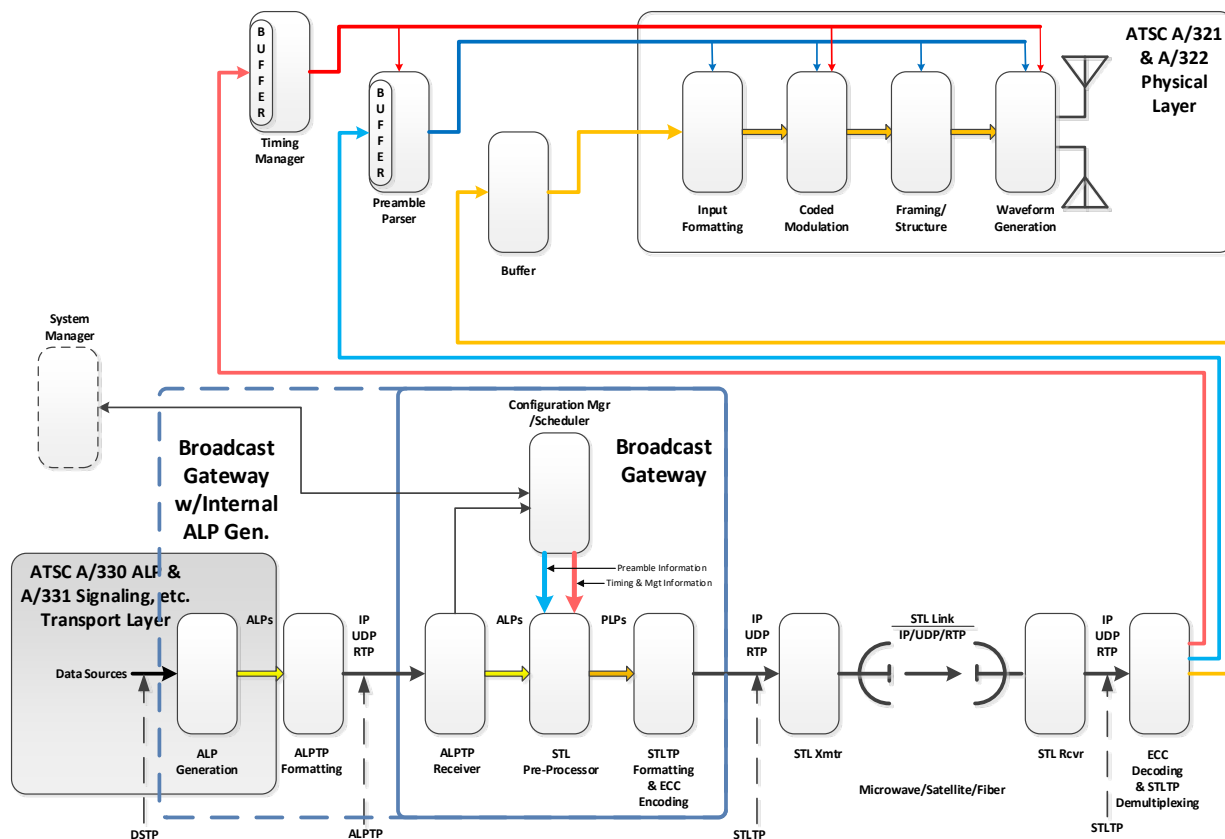 ATSC A/321
& A/322
Physical
Layer
B
U
F
F
E
R
Timing
Manager
B
U
F
F
E
R
Preamble
Parser
Buffer
Input
Formatting
Coded
Modulation
Framing/
Structure
Waveform
Generation
System
Manager
Broadcast
Gateway
w/Internal
ALP Gen.
Configuration Mgr
/Scheduler
Broadcast
Gateway
Preamble Information
Timing & Mgt Information
ATSC A/330 ALP &
A/331 Signaling, etc.
Transport Layer
Data Sources
ALPs
ALP
Generation
ALPTP
Formatting
IP
UDP
RTP
ALPTP
Receiver
ALPs
STL
Pre-Processor
PLPs
STLTP
Formatting
& ECC
Encoding
IP
UDP
RTP
STL Xmtr
STL Link
IP/UDP/RTP
Microwave/Satellite/Fiber
STL Rcvr
IP
UDP
RTP
ECC
Decoding
& STLTP
Demultiplexing
DSTP
ALPTP
STLTP
STLTP